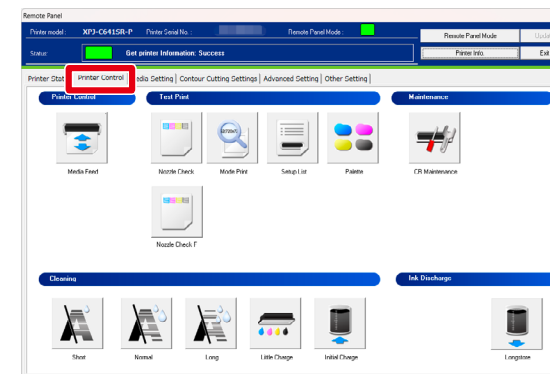 Remote Panel
Printer model : XPJ-C641SR-P Printer Serial No. : Remote Panel Mode :
Remote Panel Mode Updat
Status: Get printer Information: Success
Printer Info. Exit
Printer Stat Printer Control dia Setting Contour Cutting Settings Advanced Setting Other Setting
Printer Control Test Print Maintenance
Media Feed Nozzle Check Mode Print Setup List Palette CR Maintenance
Nozzle Check F
Cleaning Ink Discharge
Short Normal Long Little Charge Initial Charge Longstore